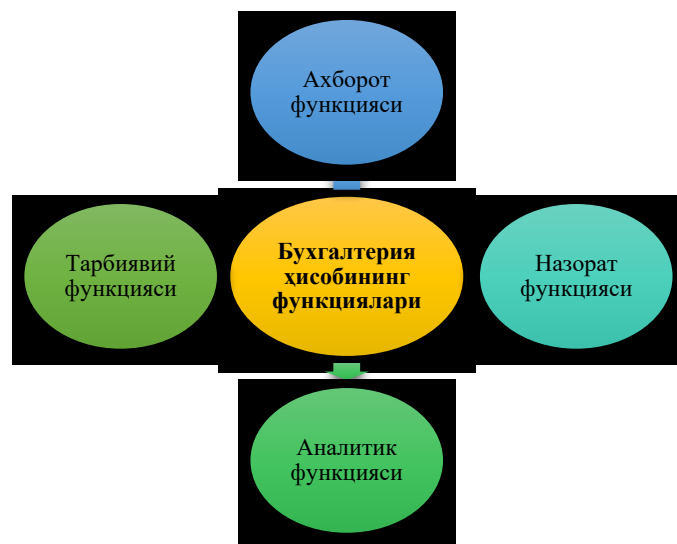 Ахборот
функцияси
Тарбиявий
функцияси
Бухгалтерия
ҳисобининг
функциялари
Назорат
функцияси
Аналитик
функцияси